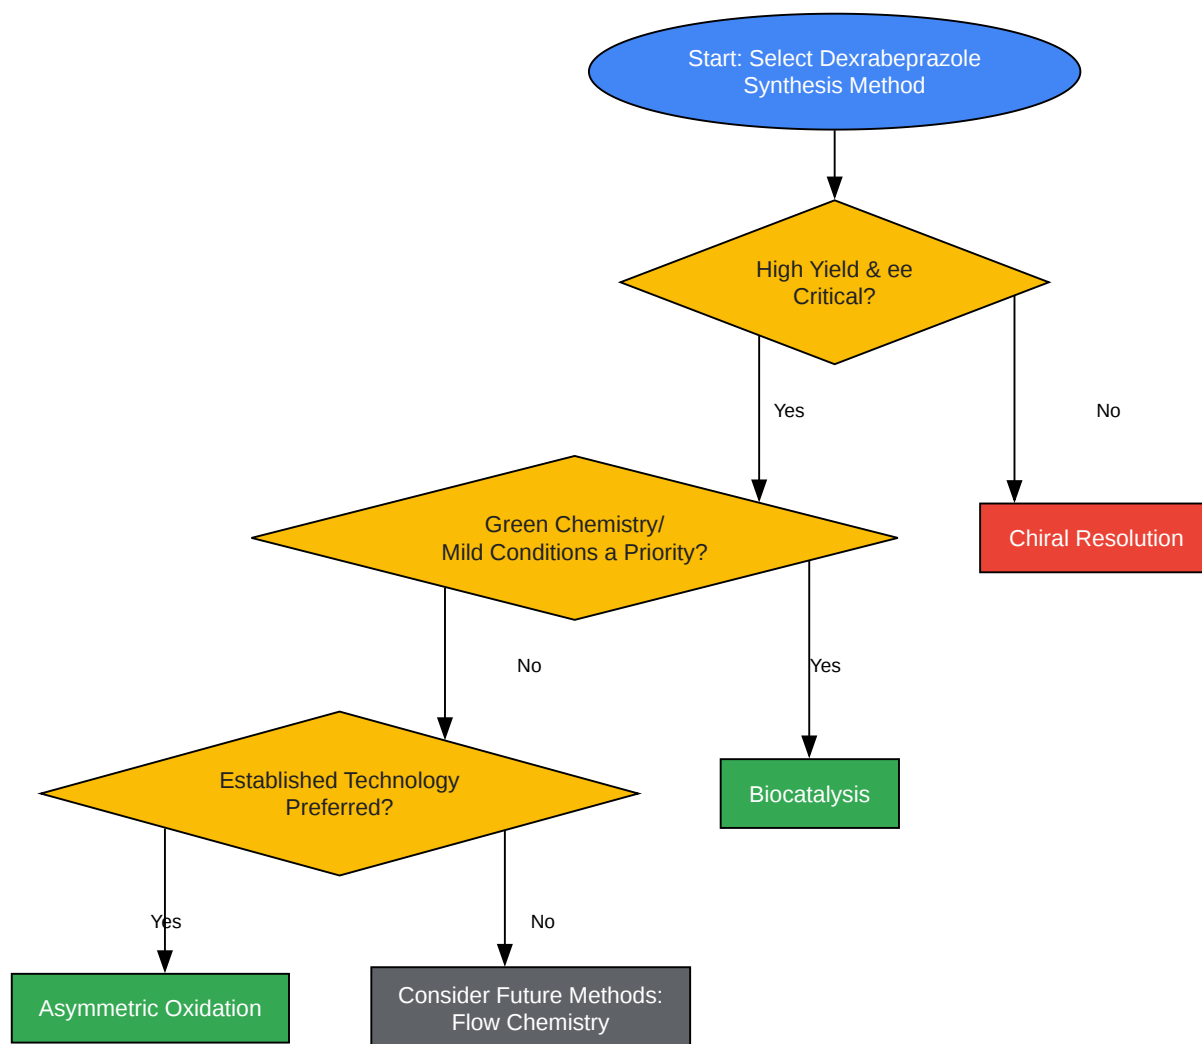 Start: Select Dexrabeprazole
Synthesis Method
High Yield & ee
Critical?
Yes
No
Green Chemistry/
Mild Conditions a Priority?
Chiral Resolution
No
Yes
Established Technology
Preferred?
Biocatalysis
Yes
No
Asymmetric Oxidation
Consider Future Methods:
Flow Chemistry